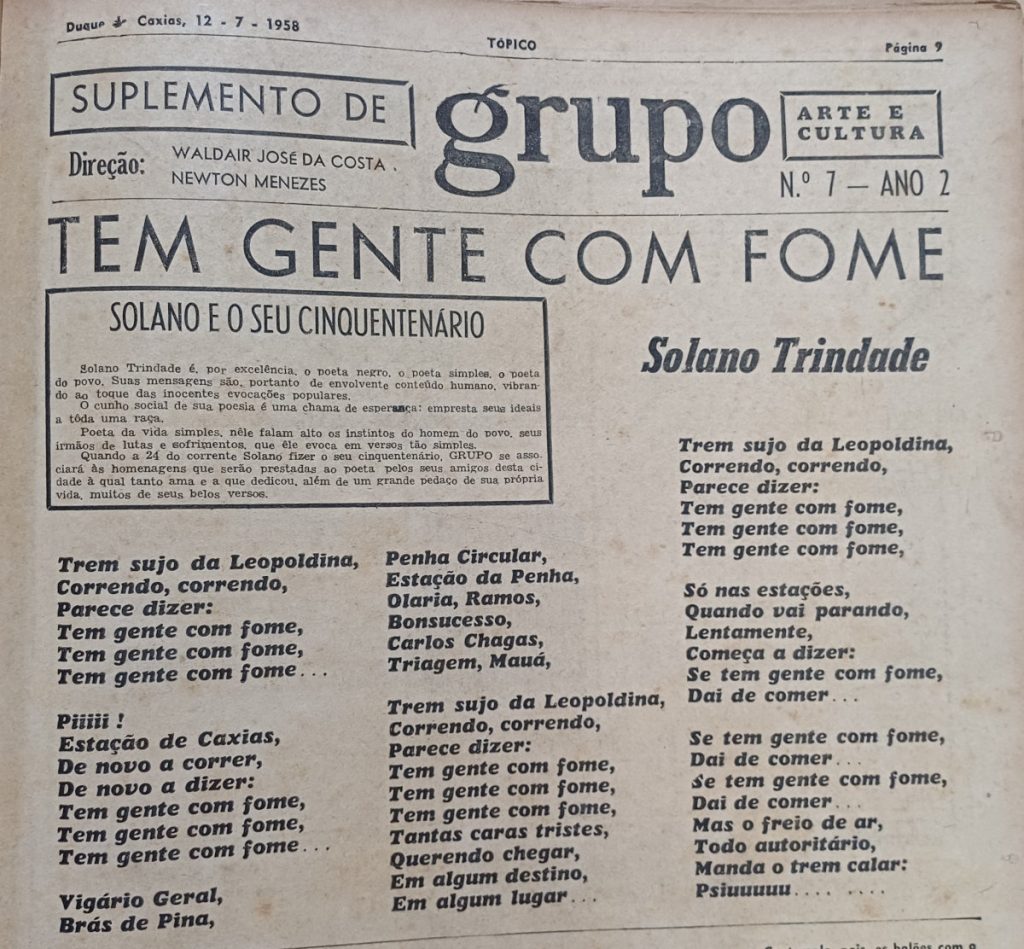 Duque de Caxias, 12 - 7 - 1958
TÓPICO
Página 9
SUPLEMENTO DE
grupo
ARTE E
CULTURA
Direção:
WALDAIR JOSÉ DA COSTA.
NEWTON MENEZES
N.º 7 — ANO 2
TEM GENTE COM FOME
SOLANO E O SEU CINQUENTENÁRIO
Solano Trindade é, por excelência, o poeta negro, o poeta simples, o poeta
do povo. Suas mensagens são, portanto de envolvente conteúdo humano, vibran-
do ao toque das inocentes evocações populares.
O cunho social de sua poesia é uma chama de esperança: empresta seus ideais
a tôda uma raça.
Poeta da vida simples, nêle falam alto os instintos do homem do povo, seus
irmãos de lutas e sofrimentos, que êle evoca em versos tão simples.
Quando a 24 do corrente Solano fizer o seu cinquentenário, GRUPO se asso-
ciará às homenagens que serão prestadas ao poeta pelos seus amigos desta ci-
dade à qual tanto ama e a que dedicou, além de um grande pedaço de sua própria
vida, muitos de seus belos versos.
Solano Trindade
Trem sujo da Leopoldina,
Correndo, correndo,
Parece dizer:
Tem gente com fome,
Tem gente com fome,
Tem gente com fome...
Piiiii !
Estação de Caxias,
De novo a correr,
De novo a dizer:
Tem gente com fome,
Tem gente com fome,
Tem gente com fome...
Vigário Geral,
Brás de Pina,
Penha Circular,
Estação da Penha,
Olaria, Ramos,
Bonsucesso,
Carlos Chagas,
Triagem, Mauá,
Trem sujo da Leopoldina,
Correndo, correndo,
Parece dizer:
Tem gente com fome,
Tem gente com fome,
Tem gente com fome,
Tantas caras tristes,
Querendo chegar,
Em algum destino,
Em algum lugar...
Trem sujo da Leopoldina,
Correndo, correndo,
Parece dizer:
Tem gente com fome,
Tem gente com fome,
Tem gente com fome,
Só nas estações,
Quando vai parando,
Lentamente,
Começa a dizer:
Se tem gente com fome,
Dai de comer...
Se tem gente com fome,
Dai de comer...
Se tem gente com fome,
Dai de comer...
Mas o freio de ar,
Todo autoritário,
Manda o trem calar:
Psiuuuuu.... ....